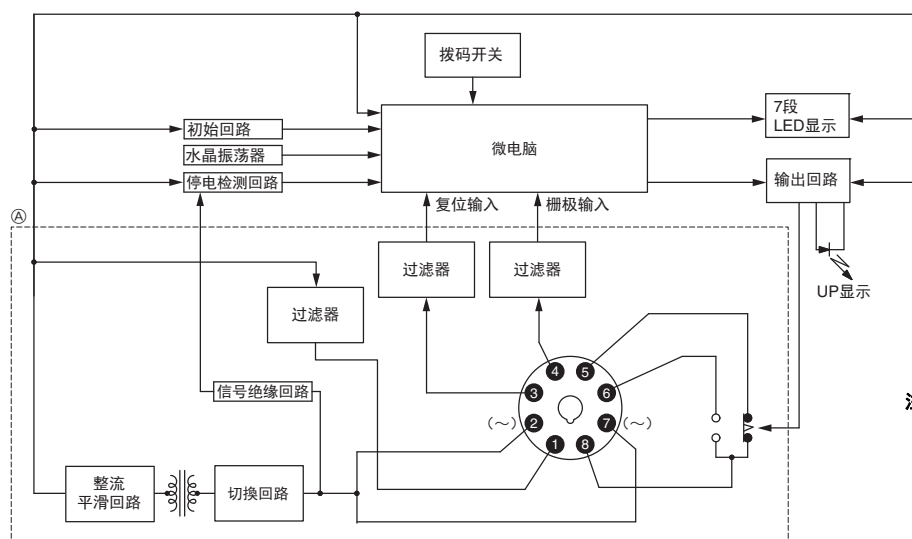 拨码开关
7段
LED显示
初始回路
水晶振荡器
停电检测回路
微电脑
输出回路
复位输入
栅极输入
Ⓐ
过滤器
过滤器
过滤器
UP显示
信号绝缘回路
4
5
3
6
(～)
2
7
(～)
1
8
整流
平滑回路
切換回路